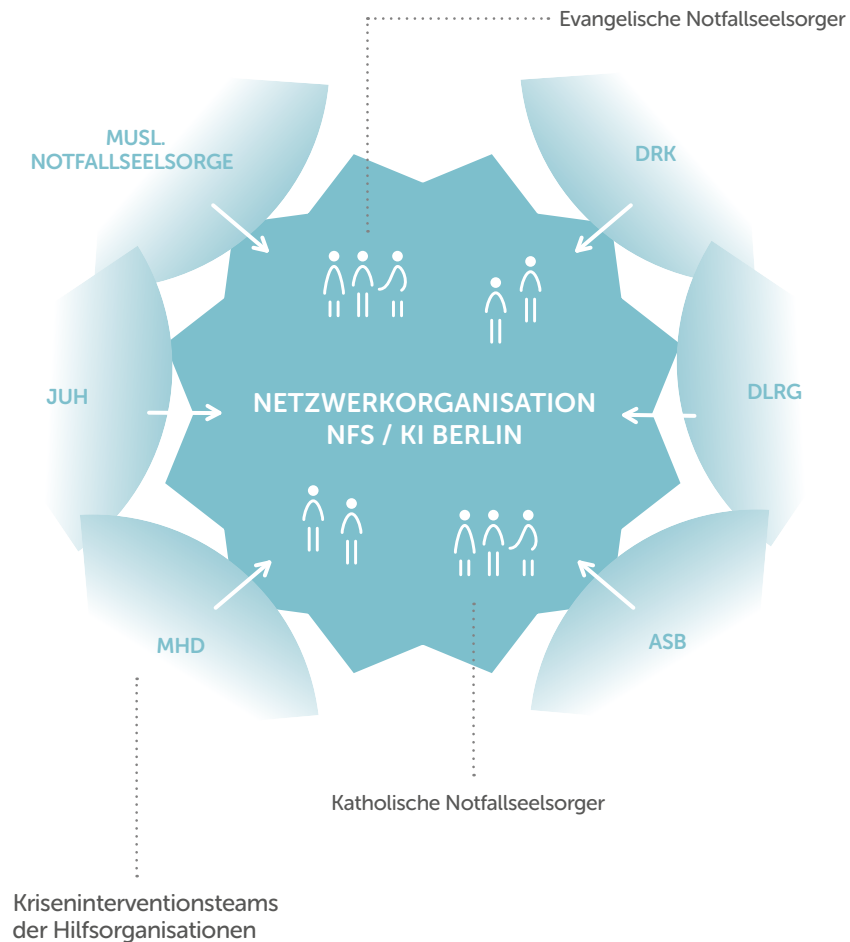 Evangelische Notfallseelsorger
MUSL.
NOTFALLSEELSORGE
DRK
JUH
NETZWERKORGANISATION
NFS / KI BERLIN
DLRG
MHD
ASB
Katholische Notfallseelsorger
Kriseninterventionsteams
der Hilfsorganisationen